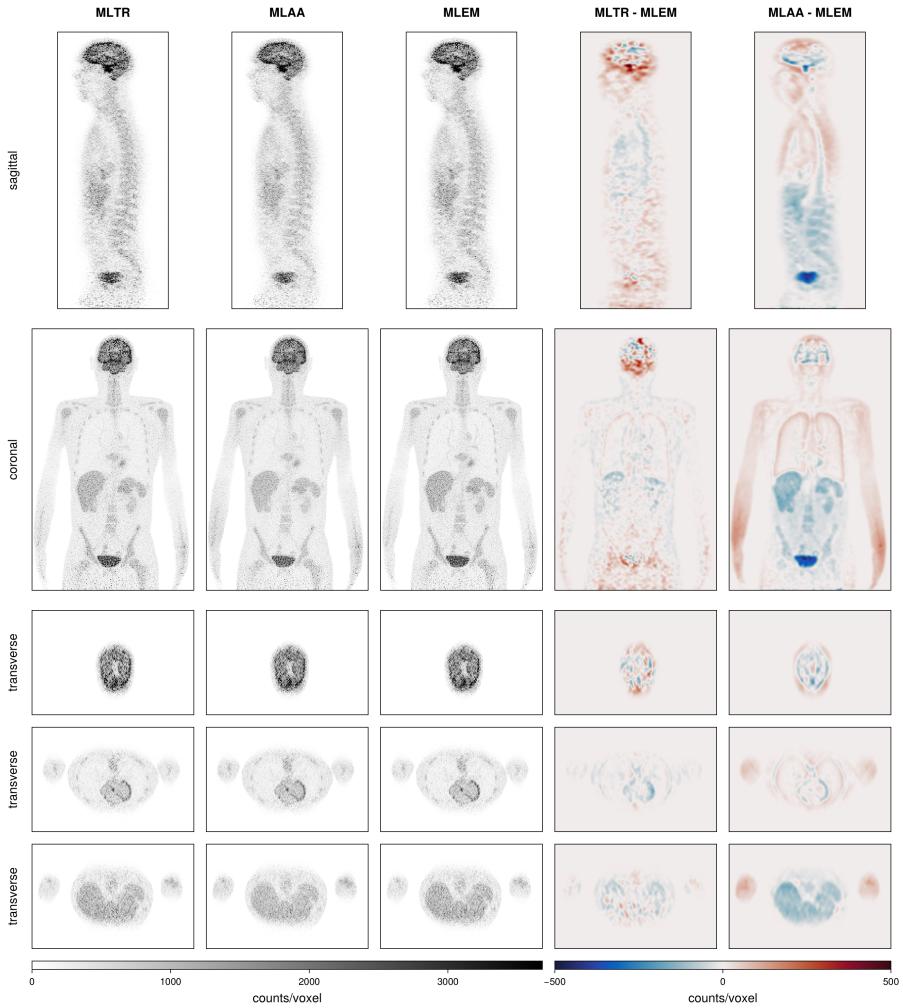 MLTR MLAA MLEM MLTR - MLEM MLAA - MLEM
sagittal
coronal
transverse
transverse
transverse
0 1000 2000 3000 −500 0 500
counts/voxel counts/voxel